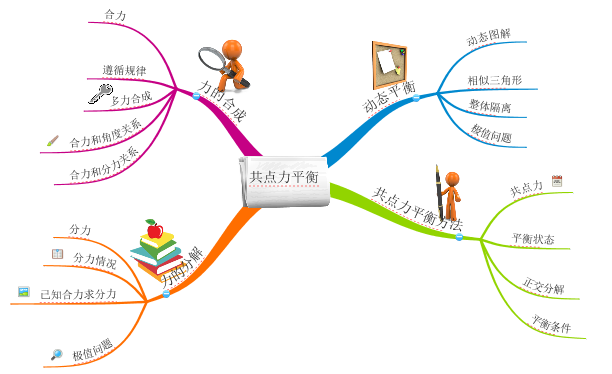 共点力平衡
力的合成
合力
遵循规律
多力合成
合力和角度关系
合力和分力关系
动态平衡
动态图解
相似三角形
整体隔离
极值问题
共点力平衡方法
共点力
平衡状态
正交分解
平衡条件
力的分解
分力
分力情况
己知合力求分力
极值问题